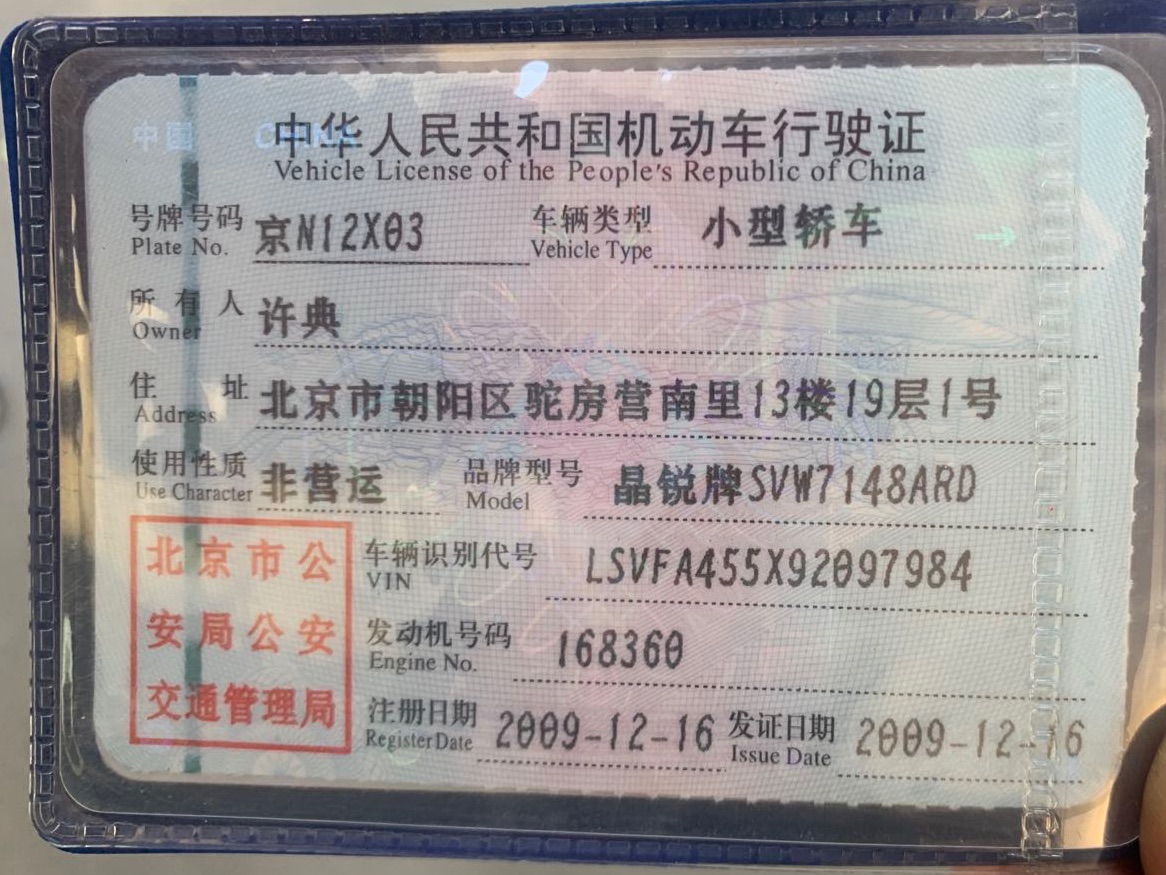 中国 CHINA
中华人民共和国机动车行驶证
Vehicle License of the People's Republic of China
号牌号码 京N12X03 车辆类型 小型轿车
Plate No. Vehicle Type
所有人 许典
Owner
住址 北京市朝阳区驼房营南里13楼19层1号
Address
使用性质 非营运 品牌型号 晶锐牌SVW7148ARD
Use Character Model
北京市公
安局公安
交通管理局
车辆识别代号 LSVFA455X92097984
VIN
发动机号码 168360
Engine No.
注册日期 2009-12-16 发证日期 2009-12-16
Register Date Issue Date